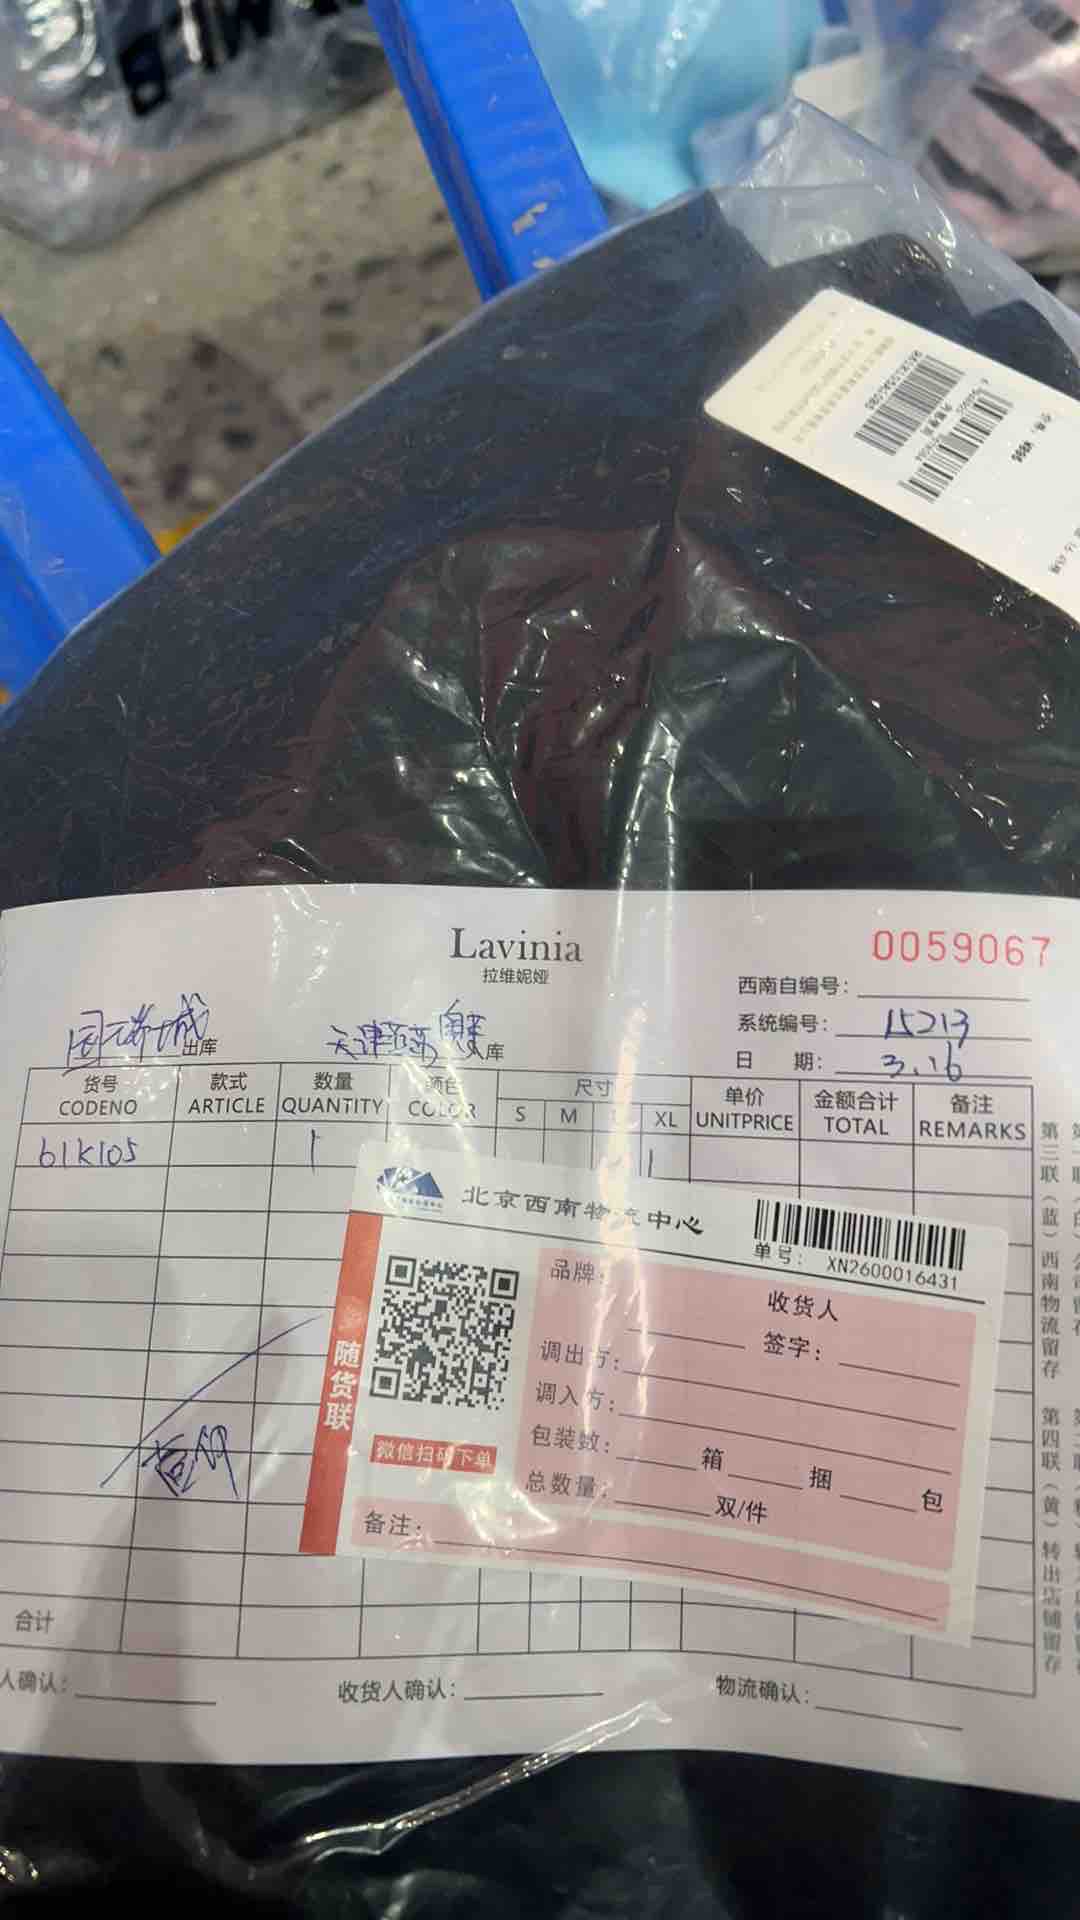 Lavinia
拉维妮娅
0059067
西南自编号：
系统编号： 15213
日 期： 3.16
出库
天津
库
货号 款式 数量 颜色 尺寸 单价 金额合计 备注
CODENO ARTICLE QUANTITY COLOR S M XL UNITPRICE TOTAL REMARKS
61K105 1 1
北京西南物流中心
单号： XN2600016431
随货联
微信扫码下单
品牌：
收货人
签字：
调出方：
调入方：
包装数： 箱 捆 包
总数量： 双/件
备注：
合计
人确认：
收货人确认：
物流确认：
第三联（蓝）西南物流留存
第四联（黄）转出店铺留存